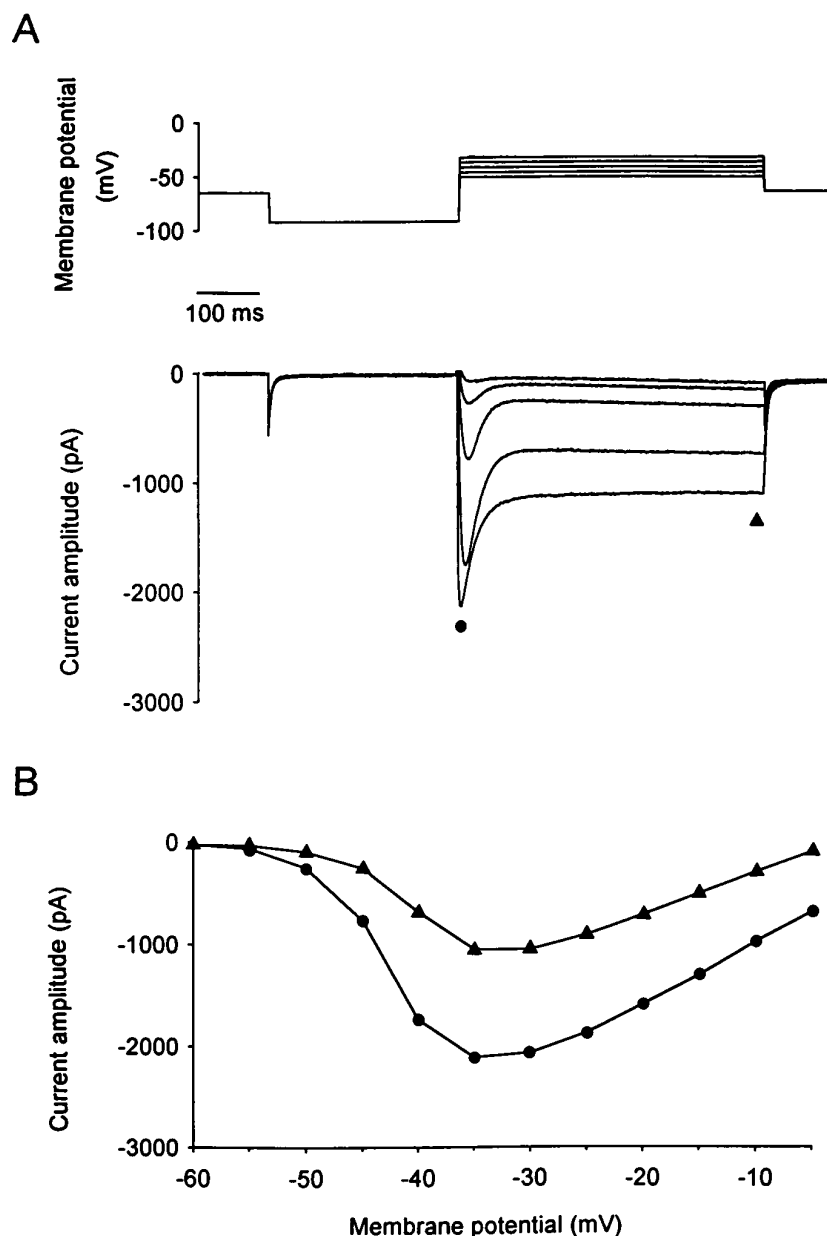 A
Membrane potential
(mV)
0
-50
-100
100 ms
Current amplitude (pA)
0
-1000
-2000
-3000
B
Current amplitude (pA)
0
-1000
-2000
-3000
-60 -50 -40 -30 -20 -10
Membrane potential (mV)